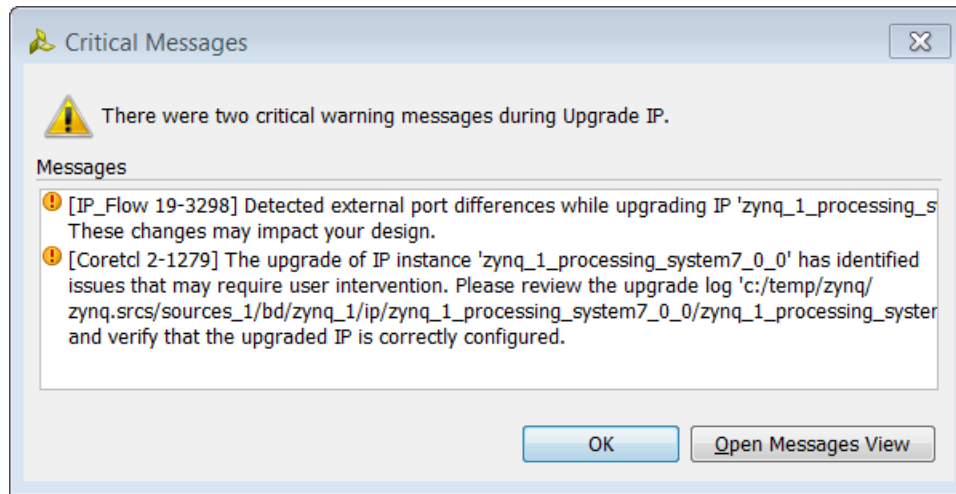 Critical Messages
There were two critical warning messages during Upgrade IP.
Messages
[IP_Flow 19-3298] Detected external port differences while upgrading IP 'zynq_1_processing_s
These changes may impact your design.
[Coretcl 2-1279] The upgrade of IP instance 'zynq_1_processing_system7_0_0' has identified
issues that may require user intervention. Please review the upgrade log 'c:/temp/zynq/
zynq.srcs/sources_1/bd/zynq_1/ip/zynq_1_processing_system7_0_0/zynq_1_processing_syster
and verify that the upgraded IP is correctly configured.
OK
Open Messages View